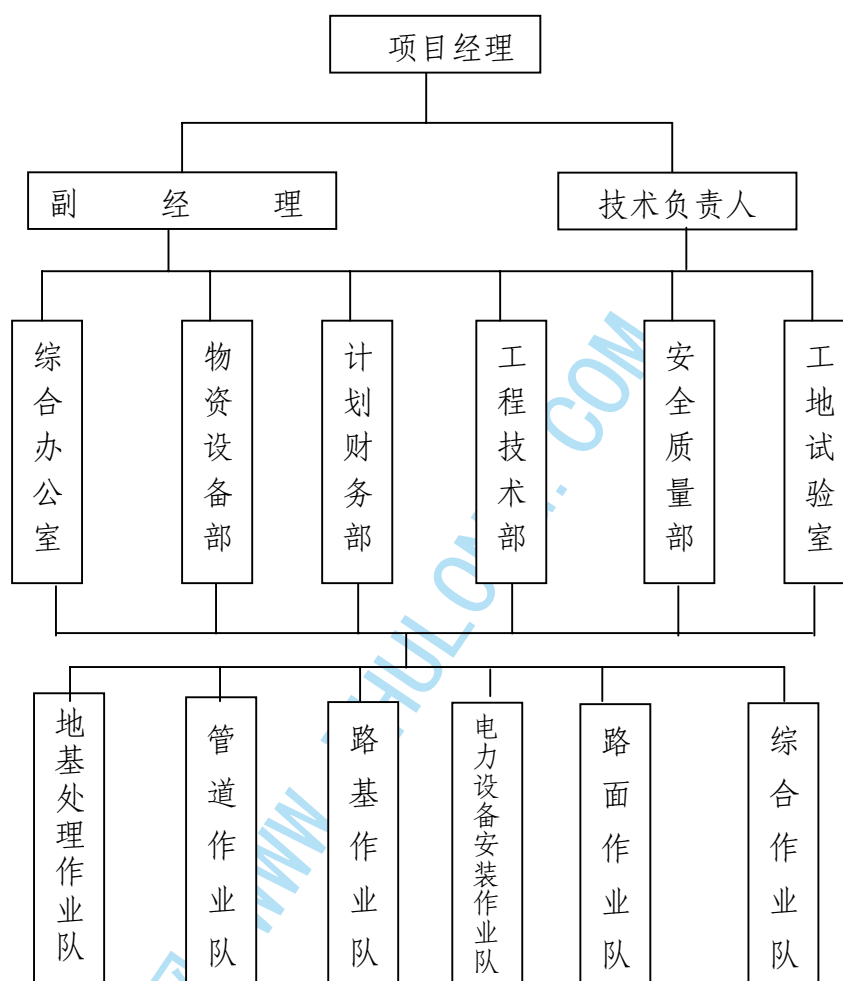 项目经理
副 经 理
技术负责人
综合办公室
物资设备部
计划财务部
工程技术部
安全质量部
工地试验室
地基处理作业队
管道作业队
路基作业队
电力设备安装作业队
路面作业队
综合作业队